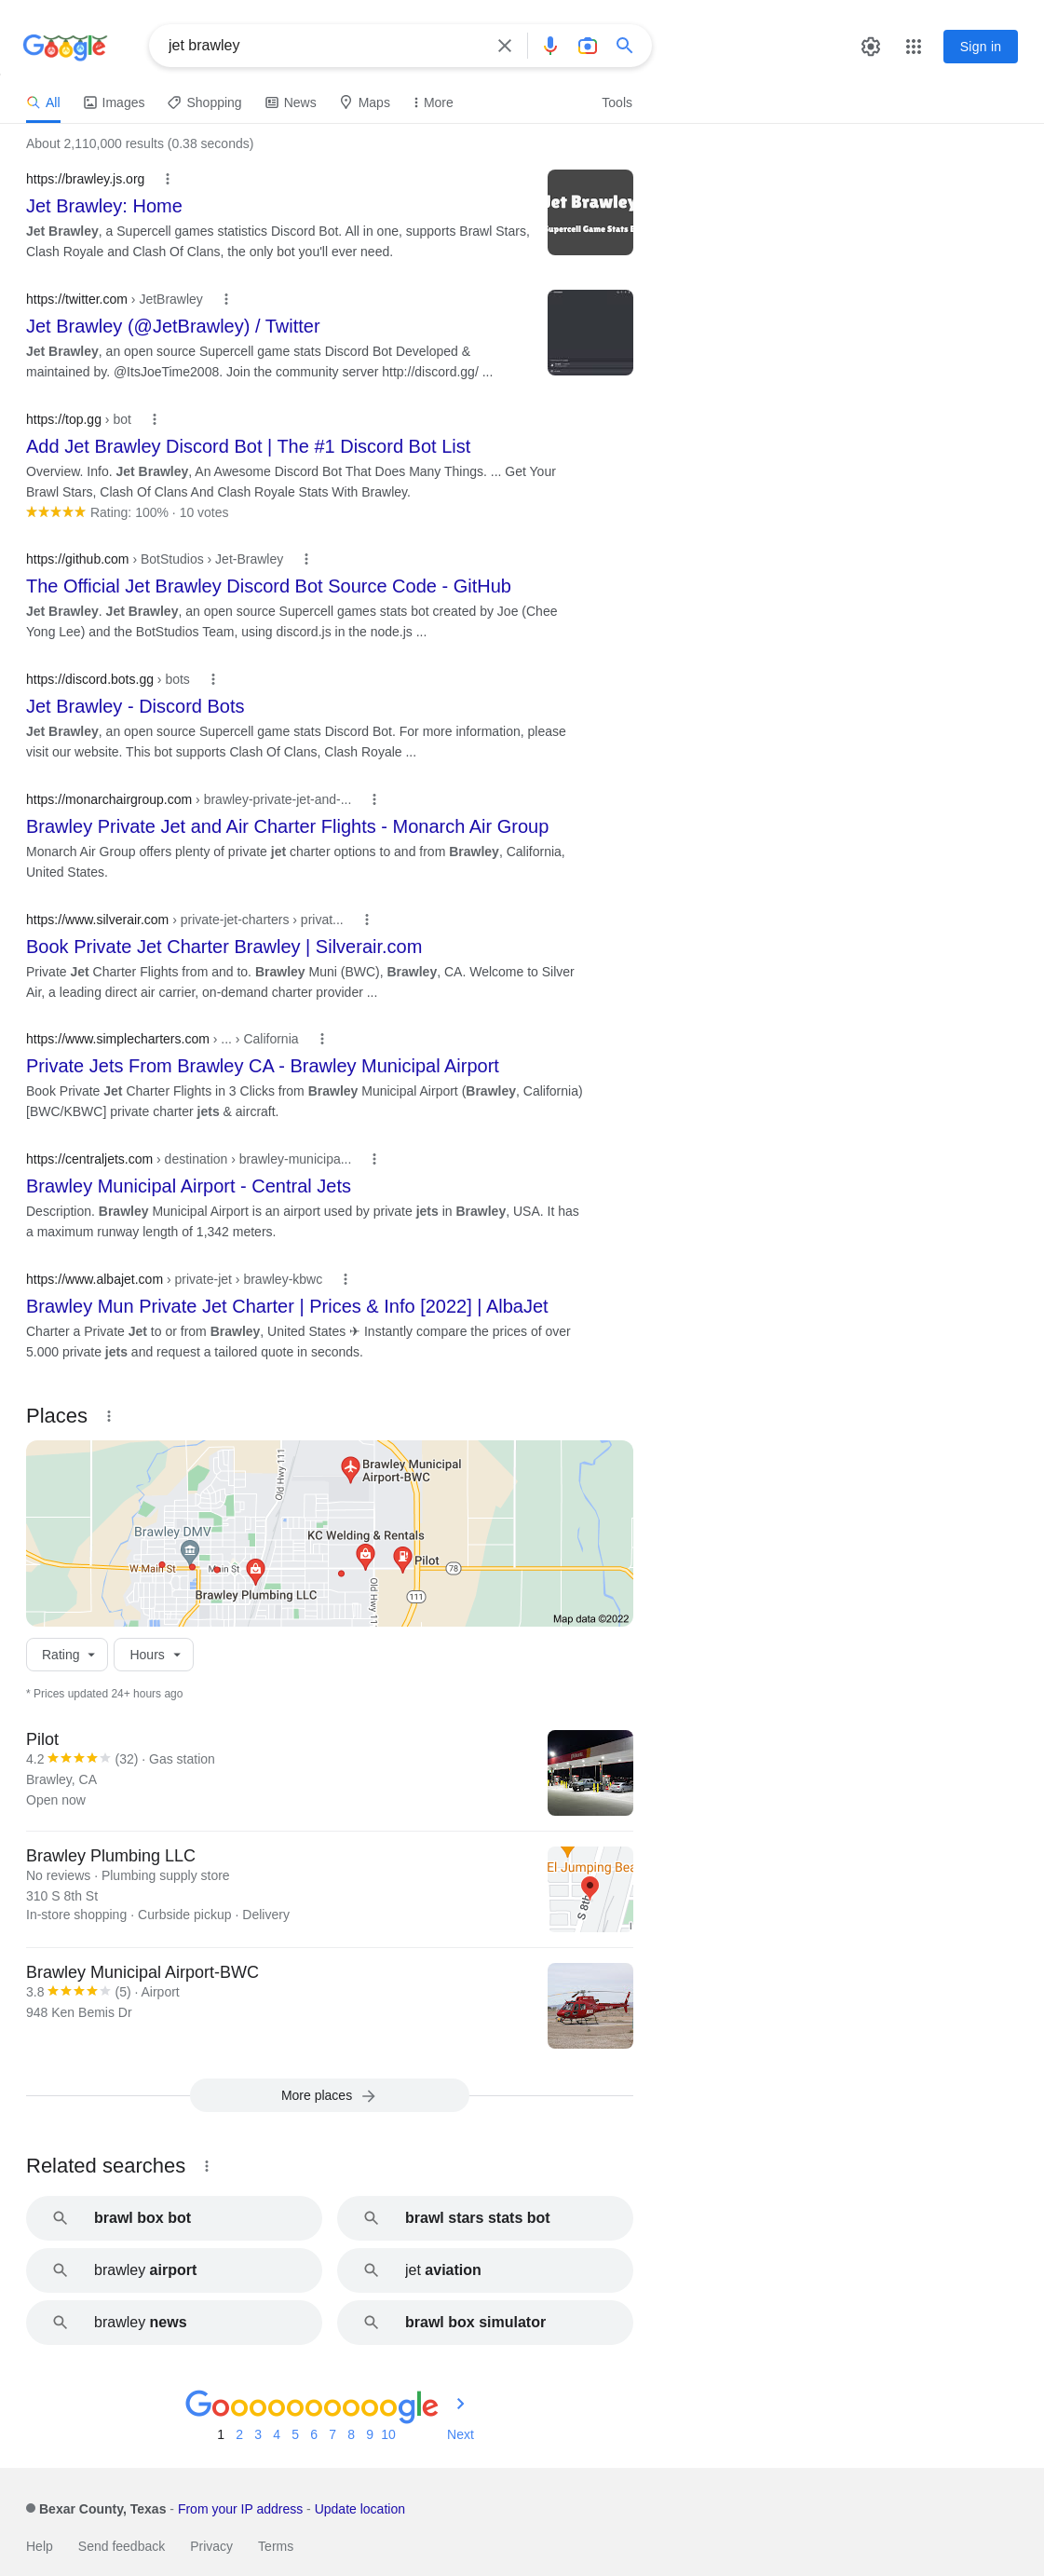 Google
jet brawley
Sign in
All
Images
Shopping
News
Maps
More
Tools
About 2,110,000 results (0.38 seconds)
https://brawley.js.org
Jet Brawley: Home
Jet Brawley, a Supercell games statistics Discord Bot. All in one, supports Brawl Stars,
Clash Royale and Clash Of Clans, the only bot you'll ever need.
Jet Brawley
Supercell Game Stats B
https://twitter.com › JetBrawley
Jet Brawley (@JetBrawley) / Twitter
Jet Brawley, an open source Supercell game stats Discord Bot Developed &
maintained by. @ItsJoeTime2008. Join the community server http://discord.gg/ ...
https://top.gg › bot
Add Jet Brawley Discord Bot | The #1 Discord Bot List
Overview. Info. Jet Brawley, An Awesome Discord Bot That Does Many Things. ... Get Your
Brawl Stars, Clash Of Clans And Clash Royale Stats With Brawley.
Rating: 100% · 10 votes
https://github.com › BotStudios › Jet-Brawley
The Official Jet Brawley Discord Bot Source Code - GitHub
Jet Brawley. Jet Brawley, an open source Supercell games stats bot created by Joe (Chee
Yong Lee) and the BotStudios Team, using discord.js in the node.js ...
https://discord.bots.gg › bots
Jet Brawley - Discord Bots
Jet Brawley, an open source Supercell game stats Discord Bot. For more information, please
visit our website. This bot supports Clash Of Clans, Clash Royale ...
https://monarchairgroup.com › brawley-private-jet-and-...
Brawley Private Jet and Air Charter Flights - Monarch Air Group
Monarch Air Group offers plenty of private jet charter options to and from Brawley, California,
United States.
https://www.silverair.com › private-jet-charters › privat...
Book Private Jet Charter Brawley | Silverair.com
Private Jet Charter Flights from and to. Brawley Muni (BWC), Brawley, CA. Welcome to Silver
Air, a leading direct air carrier, on-demand charter provider ...
https://www.simplecharters.com › ... › California
Private Jets From Brawley CA - Brawley Municipal Airport
Book Private Jet Charter Flights in 3 Clicks from Brawley Municipal Airport (Brawley, California)
[BWC/KBWC] private charter jets & aircraft.
https://centraljets.com › destination › brawley-municipa...
Brawley Municipal Airport - Central Jets
Description. Brawley Municipal Airport is an airport used by private jets in Brawley, USA. It has
a maximum runway length of 1,342 meters.
https://www.albajet.com › private-jet › brawley-kbwc
Brawley Mun Private Jet Charter | Prices & Info [2022] | AlbaJet
Charter a Private Jet to or from Brawley, United States ✈ Instantly compare the prices of over
5.000 private jets and request a tailored quote in seconds.
Places
Old Hwy 111
Brawley Municipal
Airport-BWC
Brawley DMV
KC Welding & Rentals
Pilot
W Main St
Main St
78
Brawley Plumbing LLC
Old Hwy 11
111
Map data ©2022
Rating
Hours
* Prices updated 24+ hours ago
Pilot
4.2 (32) · Gas station
Brawley, CA
Open now
Brawley Plumbing LLC
No reviews · Plumbing supply store
310 S 8th St
In-store shopping · Curbside pickup · Delivery
El Jumping Bea
S 8th
Brawley Municipal Airport-BWC
3.8 (5) · Airport
948 Ken Bemis Dr
More places
Related searches
brawl box bot
brawl stars stats bot
brawley airport
jet aviation
brawley news
brawl box simulator
Goooooooooogle
1 2 3 4 5 6 7 8 9 10 Next
Bexar County, Texas - From your IP address - Update location
Help Send feedback Privacy Terms